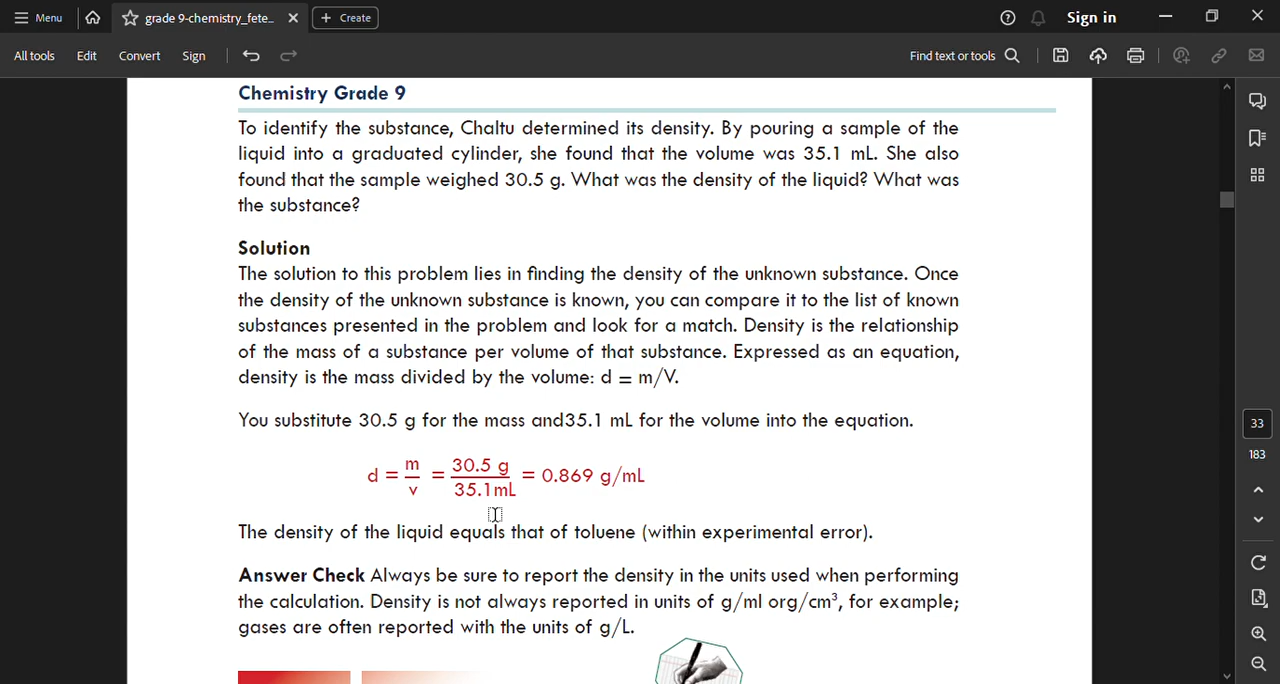 Menu
grade 9-chemistry_fete...
Create
Sign in
All tools Edit Convert Sign
Find text or tools
Chemistry Grade 9
To identify the substance, Chaltu determined its density. By pouring a sample of the
liquid into a graduated cylinder, she found that the volume was 35.1 mL. She also
found that the sample weighed 30.5 g. What was the density of the liquid? What was
the substance?
Solution
The solution to this problem lies in finding the density of the unknown substance. Once
the density of the unknown substance is known, you can compare it to the list of known
substances presented in the problem and look for a match. Density is the relationship
of the mass of a substance per volume of that substance. Expressed as an equation,
density is the mass divided by the volume: d = m/V.
You substitute 30.5 g for the mass and35.1 mL for the volume into the equation.
d = m/v = 30.5 g/35.1mL = 0.869 g/mL
The density of the liquid equals that of toluene (within experimental error).
Answer Check Always be sure to report the density in the units used when performing
the calculation. Density is not always reported in units of g/ml org/cm³, for example;
gases are often reported with the units of g/L.
33
183